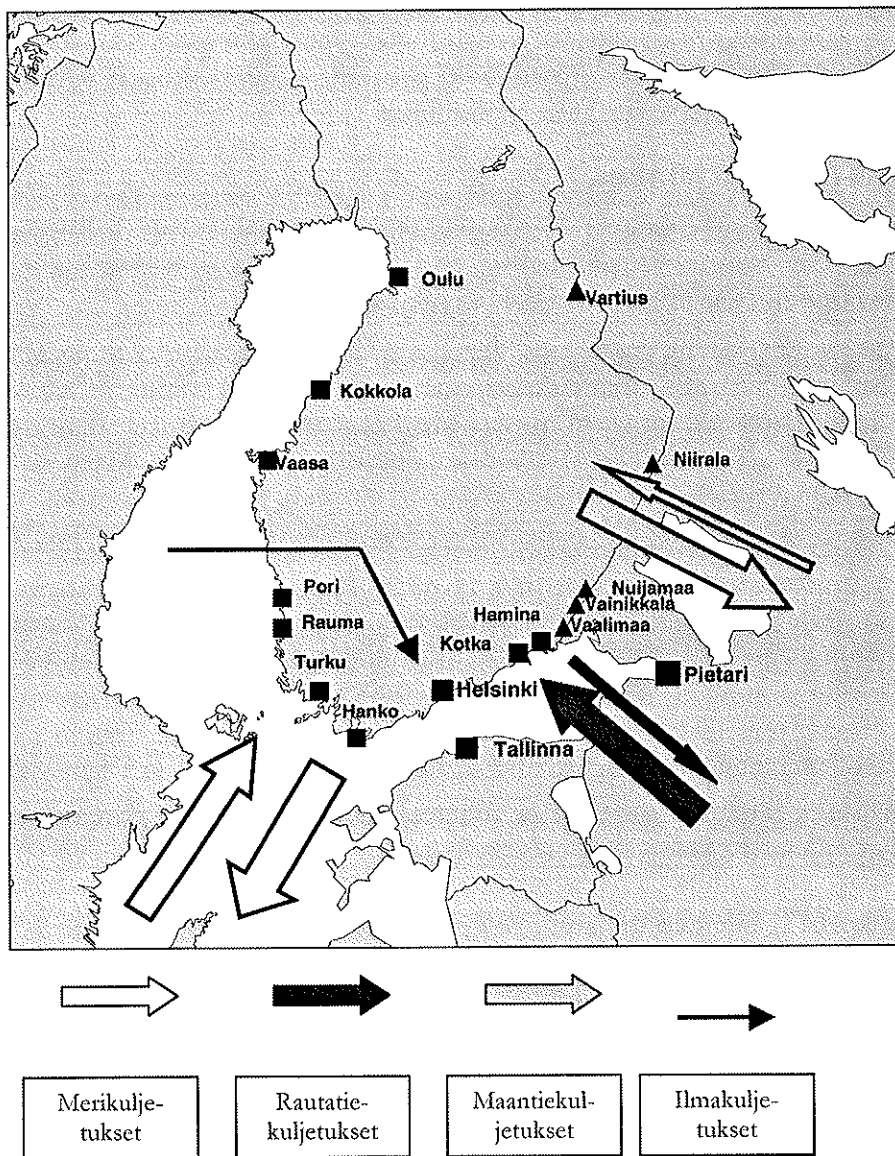 Oulu
Vartius
Kokkola
Vaasa
Niirala
Pori
Nuijamaa
Hamina
Vainikkala
Rauma
Vaalimaa
Kotka
Turku
Pietari
Helsinki
Hanko
Tallinna
Merikulje-
tukset
Rautatie-
kuljetukset
Maantiekul-
jetukset
Ilmakulje-
tukset